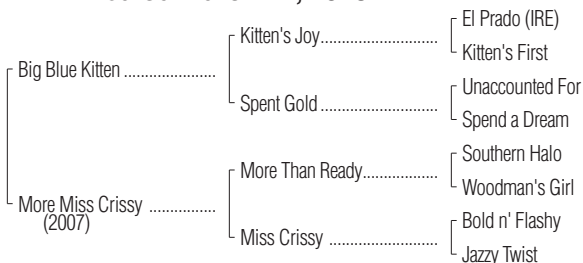 El Prado (IRE)
Kitten's Joy............................
Kitten's First
Big Blue Kitten ......................
Unaccounted For
Spent Gold ...........................
Spend a Dream
Southern Halo
More Than Ready..................
Woodman's Girl
More Miss Crissy ................
(2007)
Bold n' Flashy
Miss Crissy ..........................
Jazzy Twist